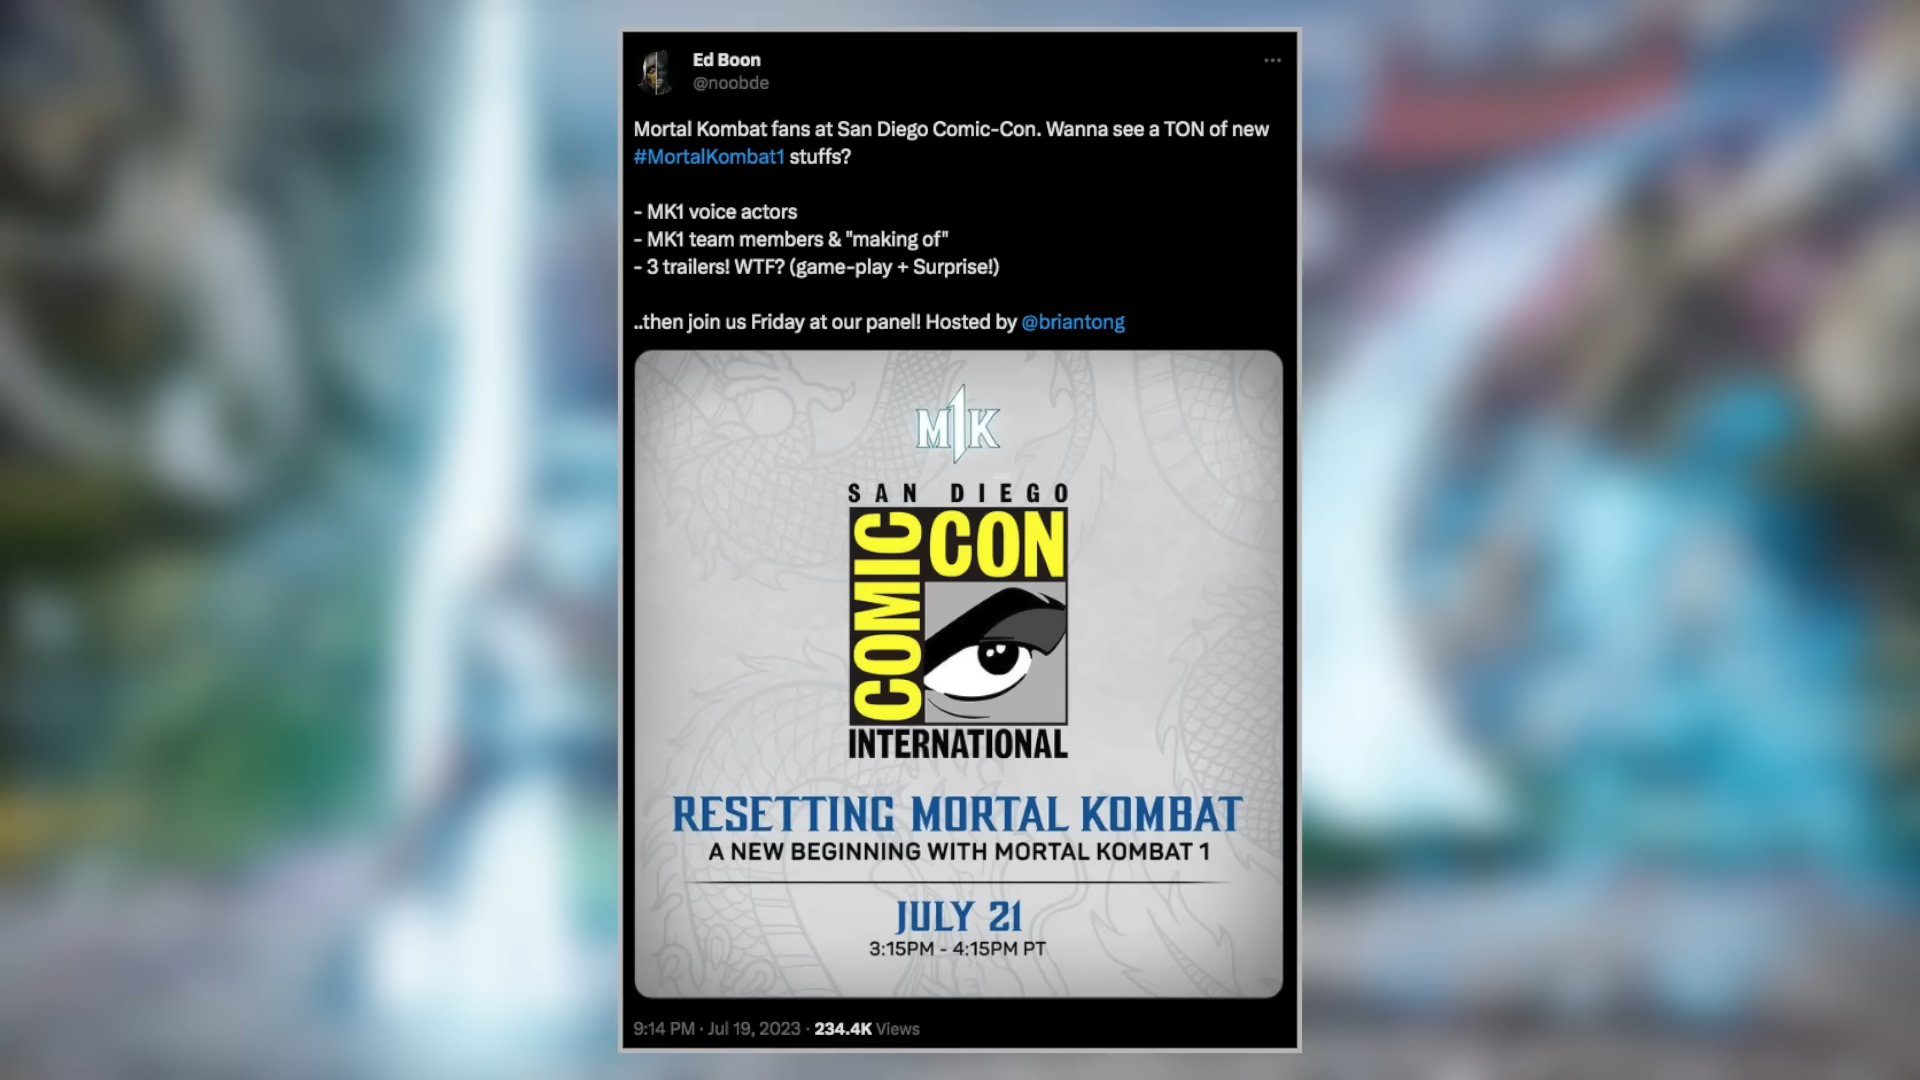 Ed Boon
@noobde
Mortal Kombat fans at San Diego Comic-Con. Wanna see a TON of new
#MortalKombat1 stuffs?
- MK1 voice actors
- MK1 team members & "making of"
- 3 trailers! WTF? (game-play + Surprise!)
..then join us Friday at our panel! Hosted by @briantong
M1K
SAN DIEGO
COMIC CON
INTERNATIONAL
RESETTING MORTAL KOMBAT
A NEW BEGINNING WITH MORTAL KOMBAT 1
JULY 21
3:15PM - 4:15PM PT
9:14 PM · Jul 19, 2023 · 234.4K Views